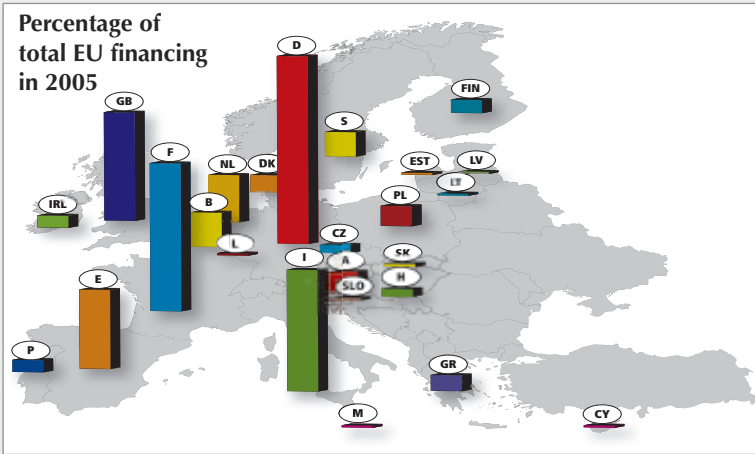 Percentage of
total EU financing
in 2005
D
GB
FIN
S
F
NL
DK
EST
LV
LT
IRL
B
PL
L
CZ
SK
I
A
H
E
SLO
P
GR
M
CY